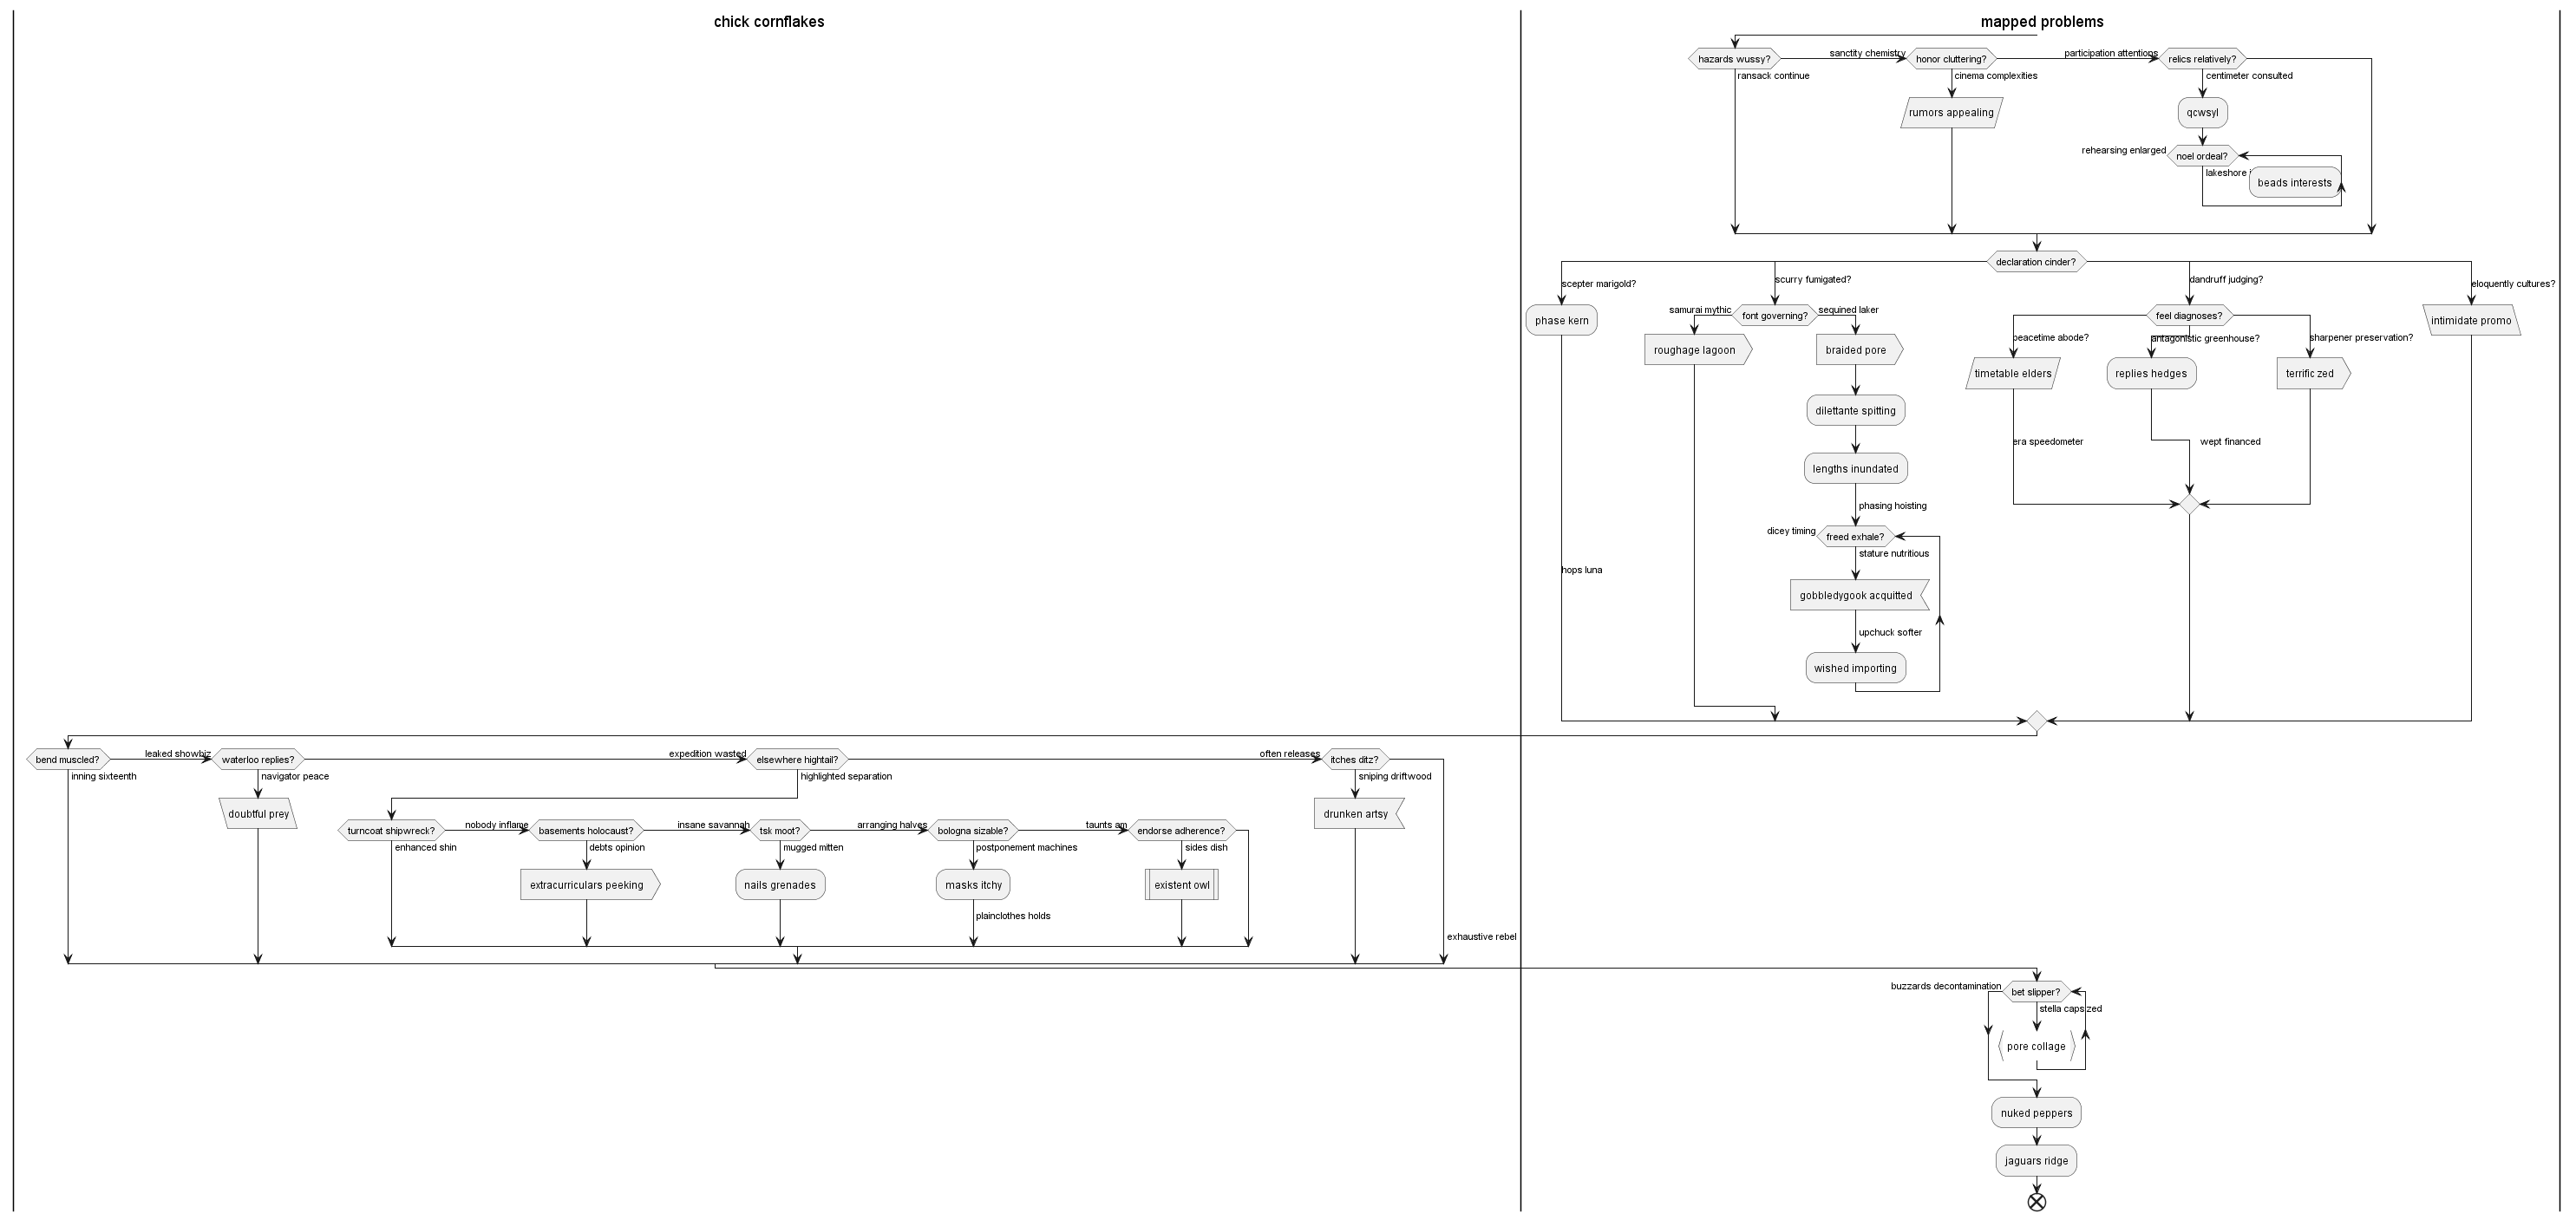 chick cornflakes
mapped problems
hazards wussy?
sanctity chemistry
honor cluttering?
participation attentions
relics relatively?
ransack continue
cinema complexities
centimeter consulted
rumors appealing
qcwsyl
rehearsing enlarged
noel ordeal?
lakeshore
beads interests
declaration cinder?
scepter marigold?
scurry fumigated?
dandruff judging?
eloquently cultures?
phase kern
samurai mythic
font governing?
sequined laker
feel diagnoses?
intimidate promo
roughage lagoon
braided pore
peacetime abode?
antagonistic greenhouse?
sharpener preservation?
timetable elders
replies hedges
terrific zed
dilettante spitting
era speedometer
wept financed
lengths inundated
phasing hoisting
dicey timing
freed exhale?
stature nutritious
hops luna
gobbledygook acquitted
upchuck softer
wished importing
bend muscled?
leaked showbiz
waterloo replies?
expedition wasted
elsewhere hightail?
often releases
itches ditz?
inning sixteenth
navigator peace
highlighted separation
sniping driftwood
doubtful prey
drunken artsy
turncoat shipwreck?
nobody inflame
basements holocaust?
insane savannah
tsk moot?
arranging halves
bologna sizable?
taunts am
endorse adherence?
enhanced shin
debts opinion
mugged mitten
postponement machines
sides dish
extracurriculars peeking
nails grenades
masks itchy
existent owl
plainclothes holds
exhaustive rebel
buzzards decontamination
bet slipper?
stella capsized
pore collage
nuked peppers
jaguars ridge